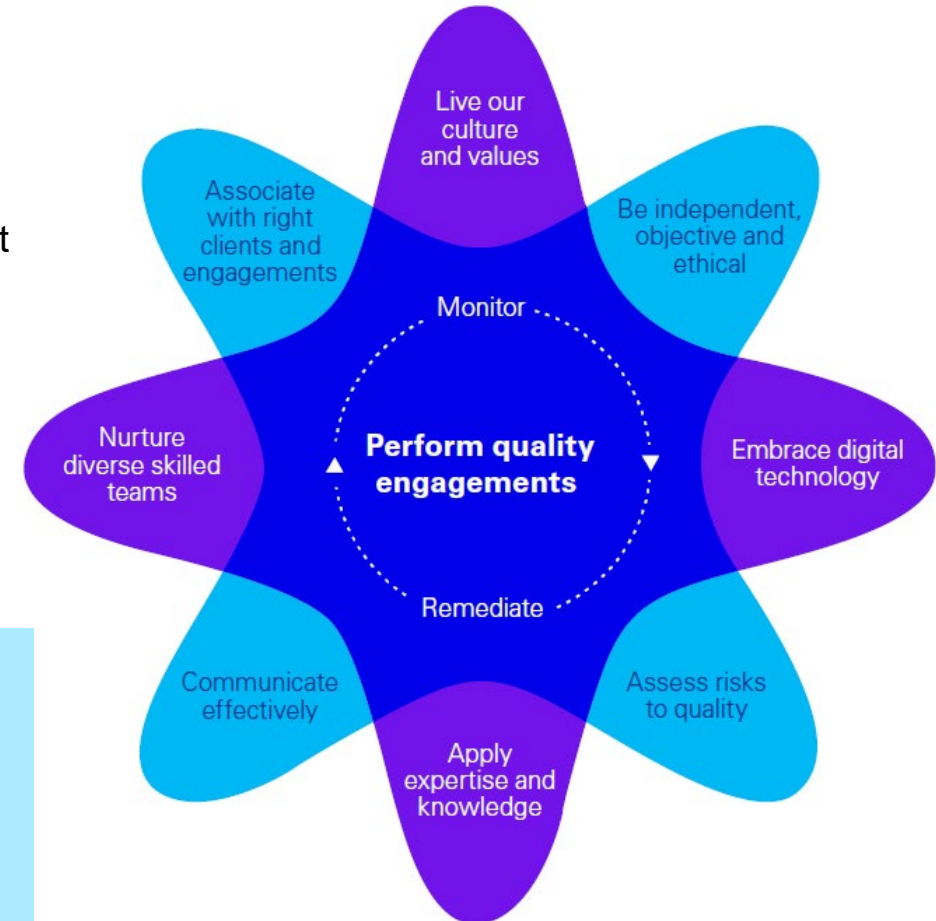 Live our
culture
and values
Associate
with right
clients and
engagements
Be independent,
objective and
ethical
t
Monitor
Nurture
diverse skilled
teams
Perform quality
engagements
Embrace digital
technology
Remediate
Communicate
effectively
Assess risks
to quality
Apply
expertise and
knowledge